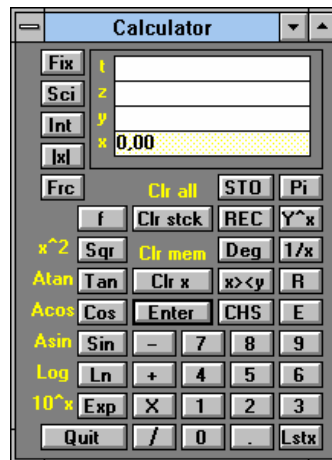 Calculator
Fix t
Sci z
Int y
|x| x 0,00
Frc Clr all STO Pi
f Clr stck REC Y^x
x^2 Sqr Clr mem Deg 1/x
Atan Tan Clr x x><y R
Acos Cos Enter CHS E
Asin Sin - 7 8 9
Log Ln + 4 5 6
10^x Exp X 1 2 3
Quit / 0 . Lstx